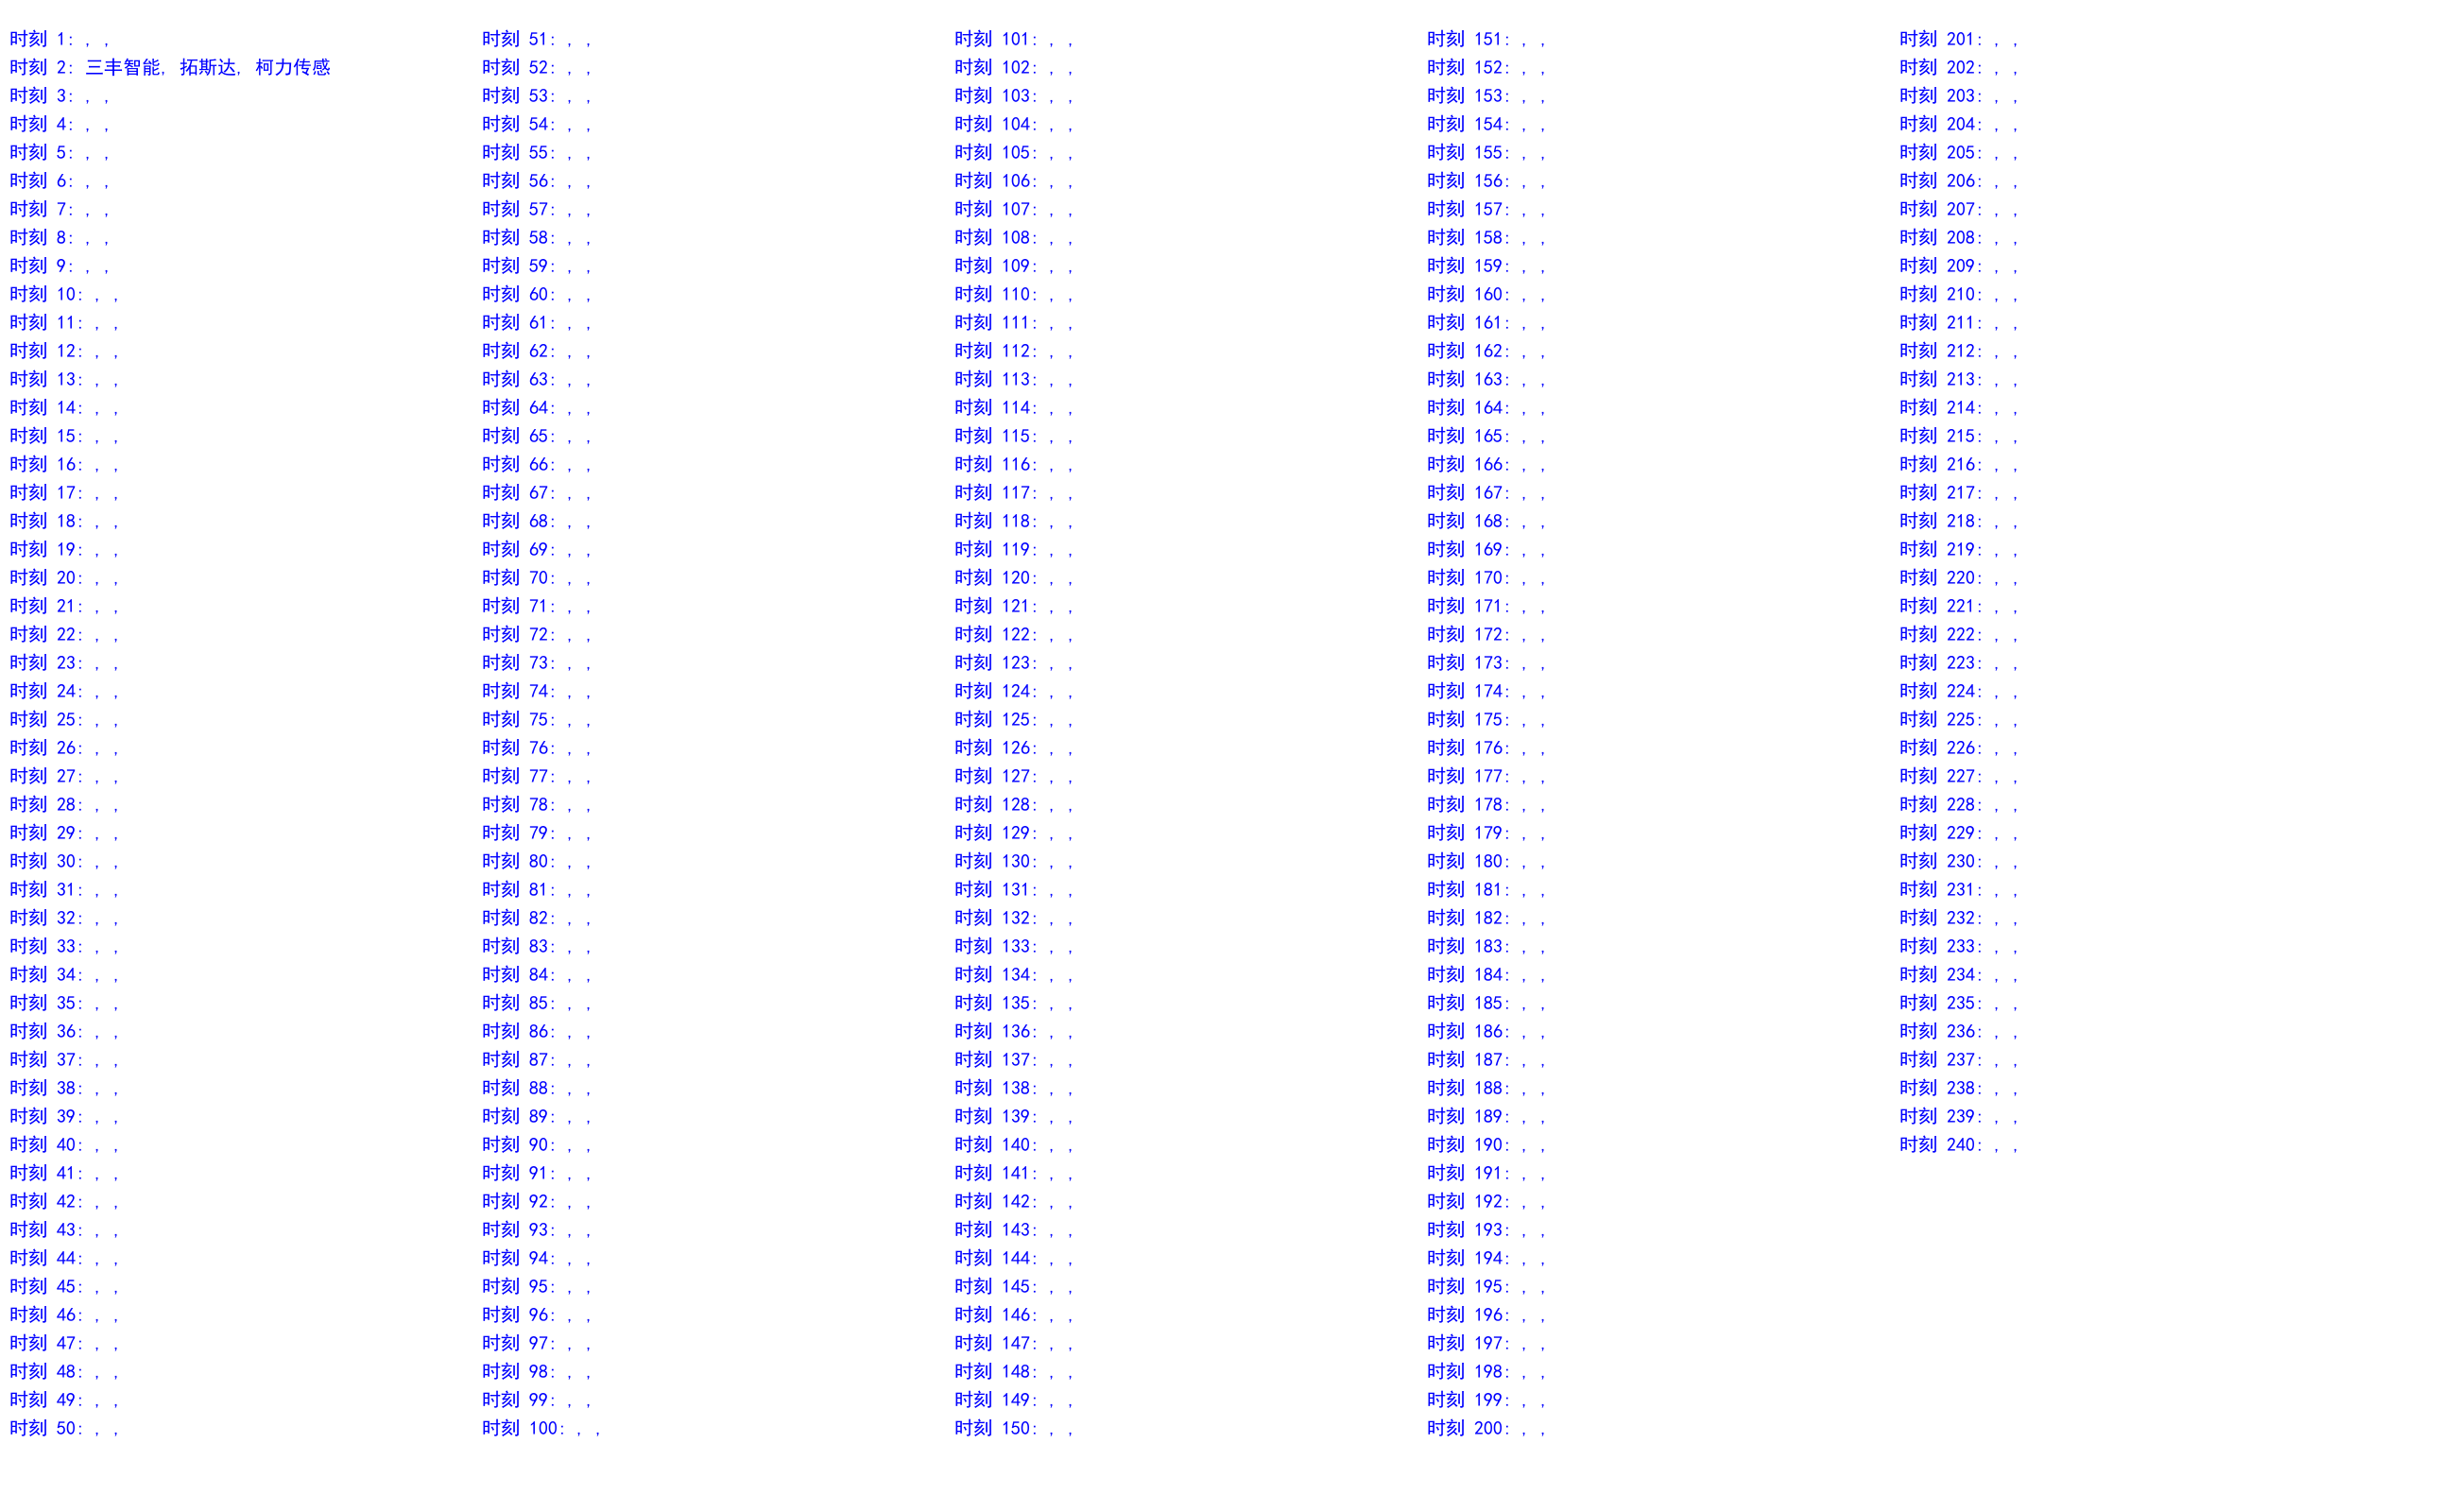 时刻 1: , ,
时刻 2: 三丰智能, 拓斯达, 柯力传感
时刻 3: , ,
时刻 4: , ,
时刻 5: , ,
时刻 6: , ,
时刻 7: , ,
时刻 8: , ,
时刻 9: , ,
时刻 10: , ,
时刻 11: , ,
时刻 12: , ,
时刻 13: , ,
时刻 14: , ,
时刻 15: , ,
时刻 16: , ,
时刻 17: , ,
时刻 18: , ,
时刻 19: , ,
时刻 20: , ,
时刻 21: , ,
时刻 22: , ,
时刻 23: , ,
时刻 24: , ,
时刻 25: , ,
时刻 26: , ,
时刻 27: , ,
时刻 28: , ,
时刻 29: , ,
时刻 30: , ,
时刻 31: , ,
时刻 32: , ,
时刻 33: , ,
时刻 34: , ,
时刻 35: , ,
时刻 36: , ,
时刻 37: , ,
时刻 38: , ,
时刻 39: , ,
时刻 40: , ,
时刻 41: , ,
时刻 42: , ,
时刻 43: , ,
时刻 44: , ,
时刻 45: , ,
时刻 46: , ,
时刻 47: , ,
时刻 48: , ,
时刻 49: , ,
时刻 50: , ,
时刻 51: , ,
时刻 52: , ,
时刻 53: , ,
时刻 54: , ,
时刻 55: , ,
时刻 56: , ,
时刻 57: , ,
时刻 58: , ,
时刻 59: , ,
时刻 60: , ,
时刻 61: , ,
时刻 62: , ,
时刻 63: , ,
时刻 64: , ,
时刻 65: , ,
时刻 66: , ,
时刻 67: , ,
时刻 68: , ,
时刻 69: , ,
时刻 70: , ,
时刻 71: , ,
时刻 72: , ,
时刻 73: , ,
时刻 74: , ,
时刻 75: , ,
时刻 76: , ,
时刻 77: , ,
时刻 78: , ,
时刻 79: , ,
时刻 80: , ,
时刻 81: , ,
时刻 82: , ,
时刻 83: , ,
时刻 84: , ,
时刻 85: , ,
时刻 86: , ,
时刻 87: , ,
时刻 88: , ,
时刻 89: , ,
时刻 90: , ,
时刻 91: , ,
时刻 92: , ,
时刻 93: , ,
时刻 94: , ,
时刻 95: , ,
时刻 96: , ,
时刻 97: , ,
时刻 98: , ,
时刻 99: , ,
时刻 100: , ,
时刻 101: , ,
时刻 102: , ,
时刻 103: , ,
时刻 104: , ,
时刻 105: , ,
时刻 106: , ,
时刻 107: , ,
时刻 108: , ,
时刻 109: , ,
时刻 110: , ,
时刻 111: , ,
时刻 112: , ,
时刻 113: , ,
时刻 114: , ,
时刻 115: , ,
时刻 116: , ,
时刻 117: , ,
时刻 118: , ,
时刻 119: , ,
时刻 120: , ,
时刻 121: , ,
时刻 122: , ,
时刻 123: , ,
时刻 124: , ,
时刻 125: , ,
时刻 126: , ,
时刻 127: , ,
时刻 128: , ,
时刻 129: , ,
时刻 130: , ,
时刻 131: , ,
时刻 132: , ,
时刻 133: , ,
时刻 134: , ,
时刻 135: , ,
时刻 136: , ,
时刻 137: , ,
时刻 138: , ,
时刻 139: , ,
时刻 140: , ,
时刻 141: , ,
时刻 142: , ,
时刻 143: , ,
时刻 144: , ,
时刻 145: , ,
时刻 146: , ,
时刻 147: , ,
时刻 148: , ,
时刻 149: , ,
时刻 150: , ,
时刻 151: , ,
时刻 152: , ,
时刻 153: , ,
时刻 154: , ,
时刻 155: , ,
时刻 156: , ,
时刻 157: , ,
时刻 158: , ,
时刻 159: , ,
时刻 160: , ,
时刻 161: , ,
时刻 162: , ,
时刻 163: , ,
时刻 164: , ,
时刻 165: , ,
时刻 166: , ,
时刻 167: , ,
时刻 168: , ,
时刻 169: , ,
时刻 170: , ,
时刻 171: , ,
时刻 172: , ,
时刻 173: , ,
时刻 174: , ,
时刻 175: , ,
时刻 176: , ,
时刻 177: , ,
时刻 178: , ,
时刻 179: , ,
时刻 180: , ,
时刻 181: , ,
时刻 182: , ,
时刻 183: , ,
时刻 184: , ,
时刻 185: , ,
时刻 186: , ,
时刻 187: , ,
时刻 188: , ,
时刻 189: , ,
时刻 190: , ,
时刻 191: , ,
时刻 192: , ,
时刻 193: , ,
时刻 194: , ,
时刻 195: , ,
时刻 196: , ,
时刻 197: , ,
时刻 198: , ,
时刻 199: , ,
时刻 200: , ,
时刻 201: , ,
时刻 202: , ,
时刻 203: , ,
时刻 204: , ,
时刻 205: , ,
时刻 206: , ,
时刻 207: , ,
时刻 208: , ,
时刻 209: , ,
时刻 210: , ,
时刻 211: , ,
时刻 212: , ,
时刻 213: , ,
时刻 214: , ,
时刻 215: , ,
时刻 216: , ,
时刻 217: , ,
时刻 218: , ,
时刻 219: , ,
时刻 220: , ,
时刻 221: , ,
时刻 222: , ,
时刻 223: , ,
时刻 224: , ,
时刻 225: , ,
时刻 226: , ,
时刻 227: , ,
时刻 228: , ,
时刻 229: , ,
时刻 230: , ,
时刻 231: , ,
时刻 232: , ,
时刻 233: , ,
时刻 234: , ,
时刻 235: , ,
时刻 236: , ,
时刻 237: , ,
时刻 238: , ,
时刻 239: , ,
时刻 240: , ,